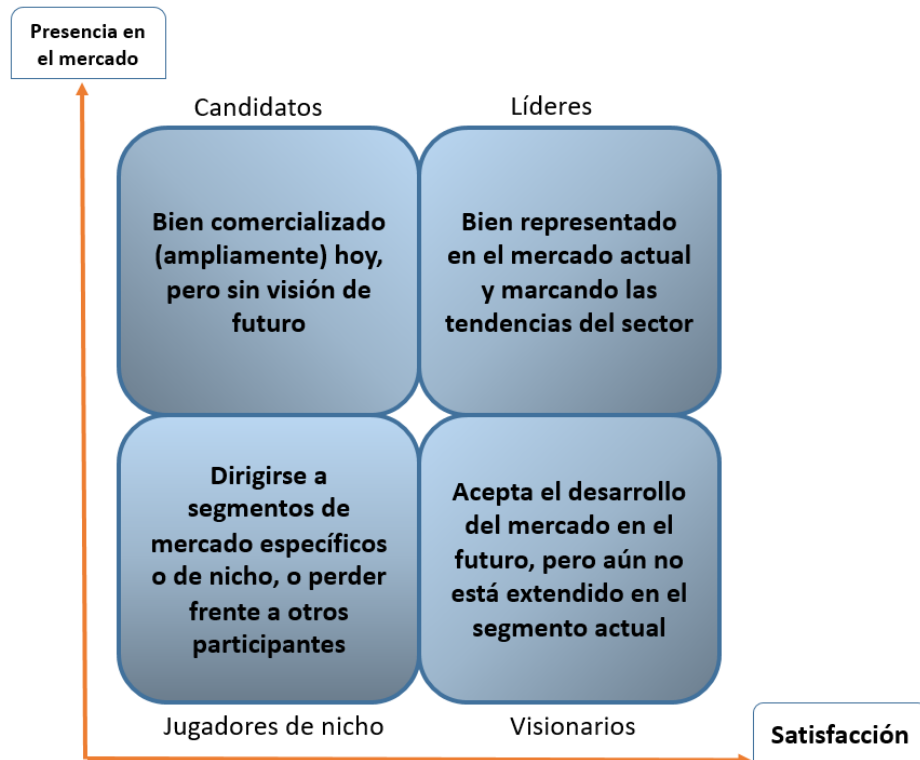 Presencia en
el mercado
Candidatos
Líderes
Bien comercializado
(ampliamente) hoy,
pero sin visión de
futuro
Bien representado
en el mercado actual
y marcando las
tendencias del sector
Dirigirse a
segmentos de
mercado específicos
o de nicho, o perder
frente a otros
participantes
Acepta el desarrollo
del mercado en el
futuro, pero aún no
está extendido en el
segmento actual
Jugadores de nicho
Visionarios
Satisfacción